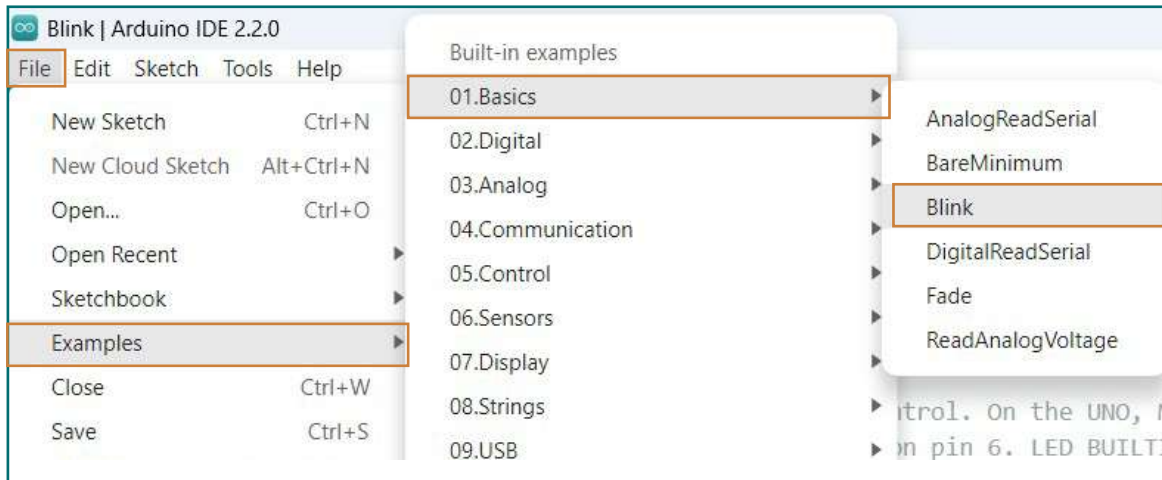 Blink | Arduino IDE 2.2.0
File Edit Sketch Tools Help
New Sketch Ctrl+N
New Cloud Sketch Alt+Ctrl+N
Open... Ctrl+O
Open Recent
Sketchbook
Examples
Close Ctrl+W
Save Ctrl+S
Built-in examples
01.Basics
02.Digital
03.Analog
04.Communication
05.Control
06.Sensors
07.Display
08.Strings
09.USB
AnalogReadSerial
BareMinimum
Blink
DigitalReadSerial
Fade
ReadAnalogVoltage
ntrol. On the UNO,
on pin 6. LED BUILTI